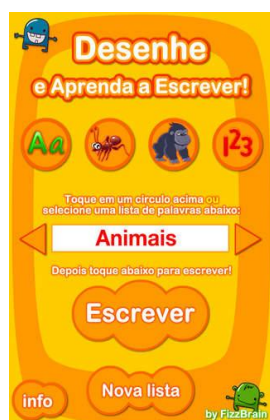 Desenhe
e Aprenda a Escrever!
Aa
123
Toque em um circulo acima ou
selecione uma lista de palavras abaixo:
Animais
Depois toque abaixo para escrever!
Escrever
info
Nova lista
by FizzBrain